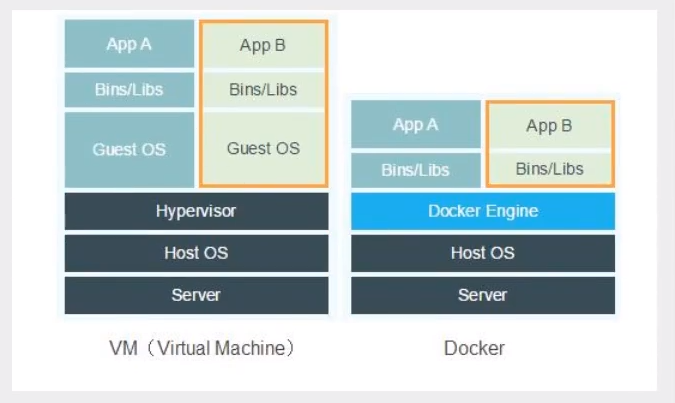 App A
App B
Bins/Libs
Bins/Libs
Guest OS
Guest OS
Hypervisor
Host OS
Server
VM（Virtual Machine）
App A
App B
Bins/Libs
Bins/Libs
Docker Engine
Host OS
Server
Docker